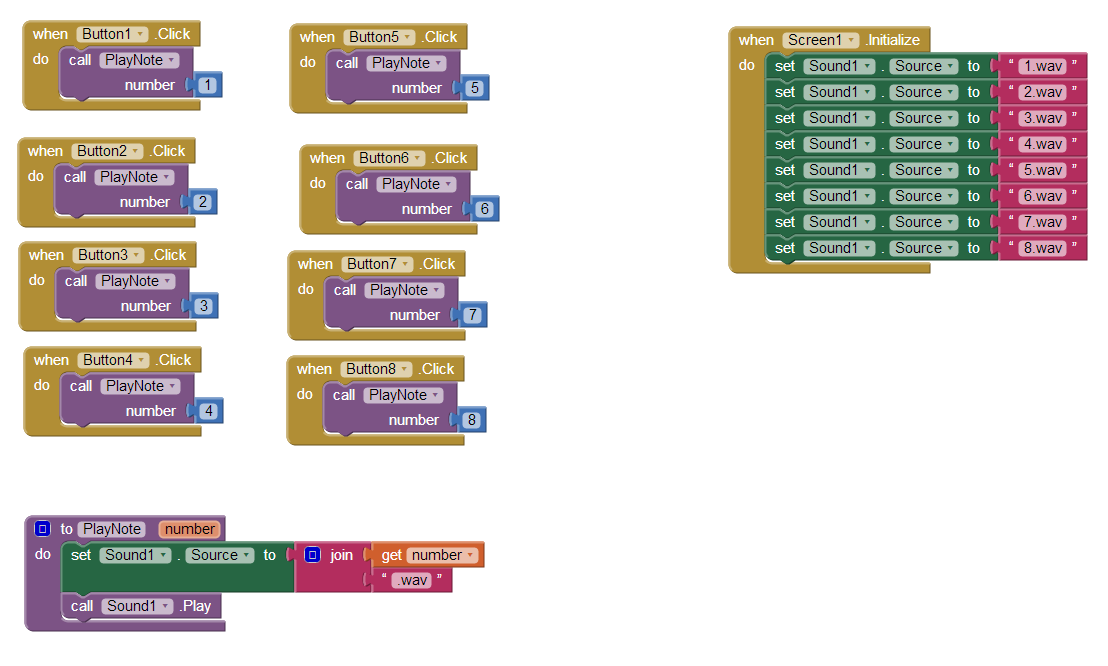 when Button1 .Click
do call PlayNote
number 1
when Button2 .Click
do call PlayNote
number 2
when Button3 .Click
do call PlayNote
number 3
when Button4 .Click
do call PlayNote
number 4
when Button5 .Click
do call PlayNote
number 5
when Button6 .Click
do call PlayNote
number 6
when Button7 .Click
do call PlayNote
number 7
when Button8 .Click
do call PlayNote
number 8
when Screen1 .Initialize
do set Sound1 . Source to “ 1.wav ”
set Sound1 . Source to “ 2.wav ”
set Sound1 . Source to “ 3.wav ”
set Sound1 . Source to “ 4.wav ”
set Sound1 . Source to “ 5.wav ”
set Sound1 . Source to “ 6.wav ”
set Sound1 . Source to “ 7.wav ”
set Sound1 . Source to “ 8.wav ”
to PlayNote number
do set Sound1 . Source to join get number
“ .wav ”
call Sound1 .Play